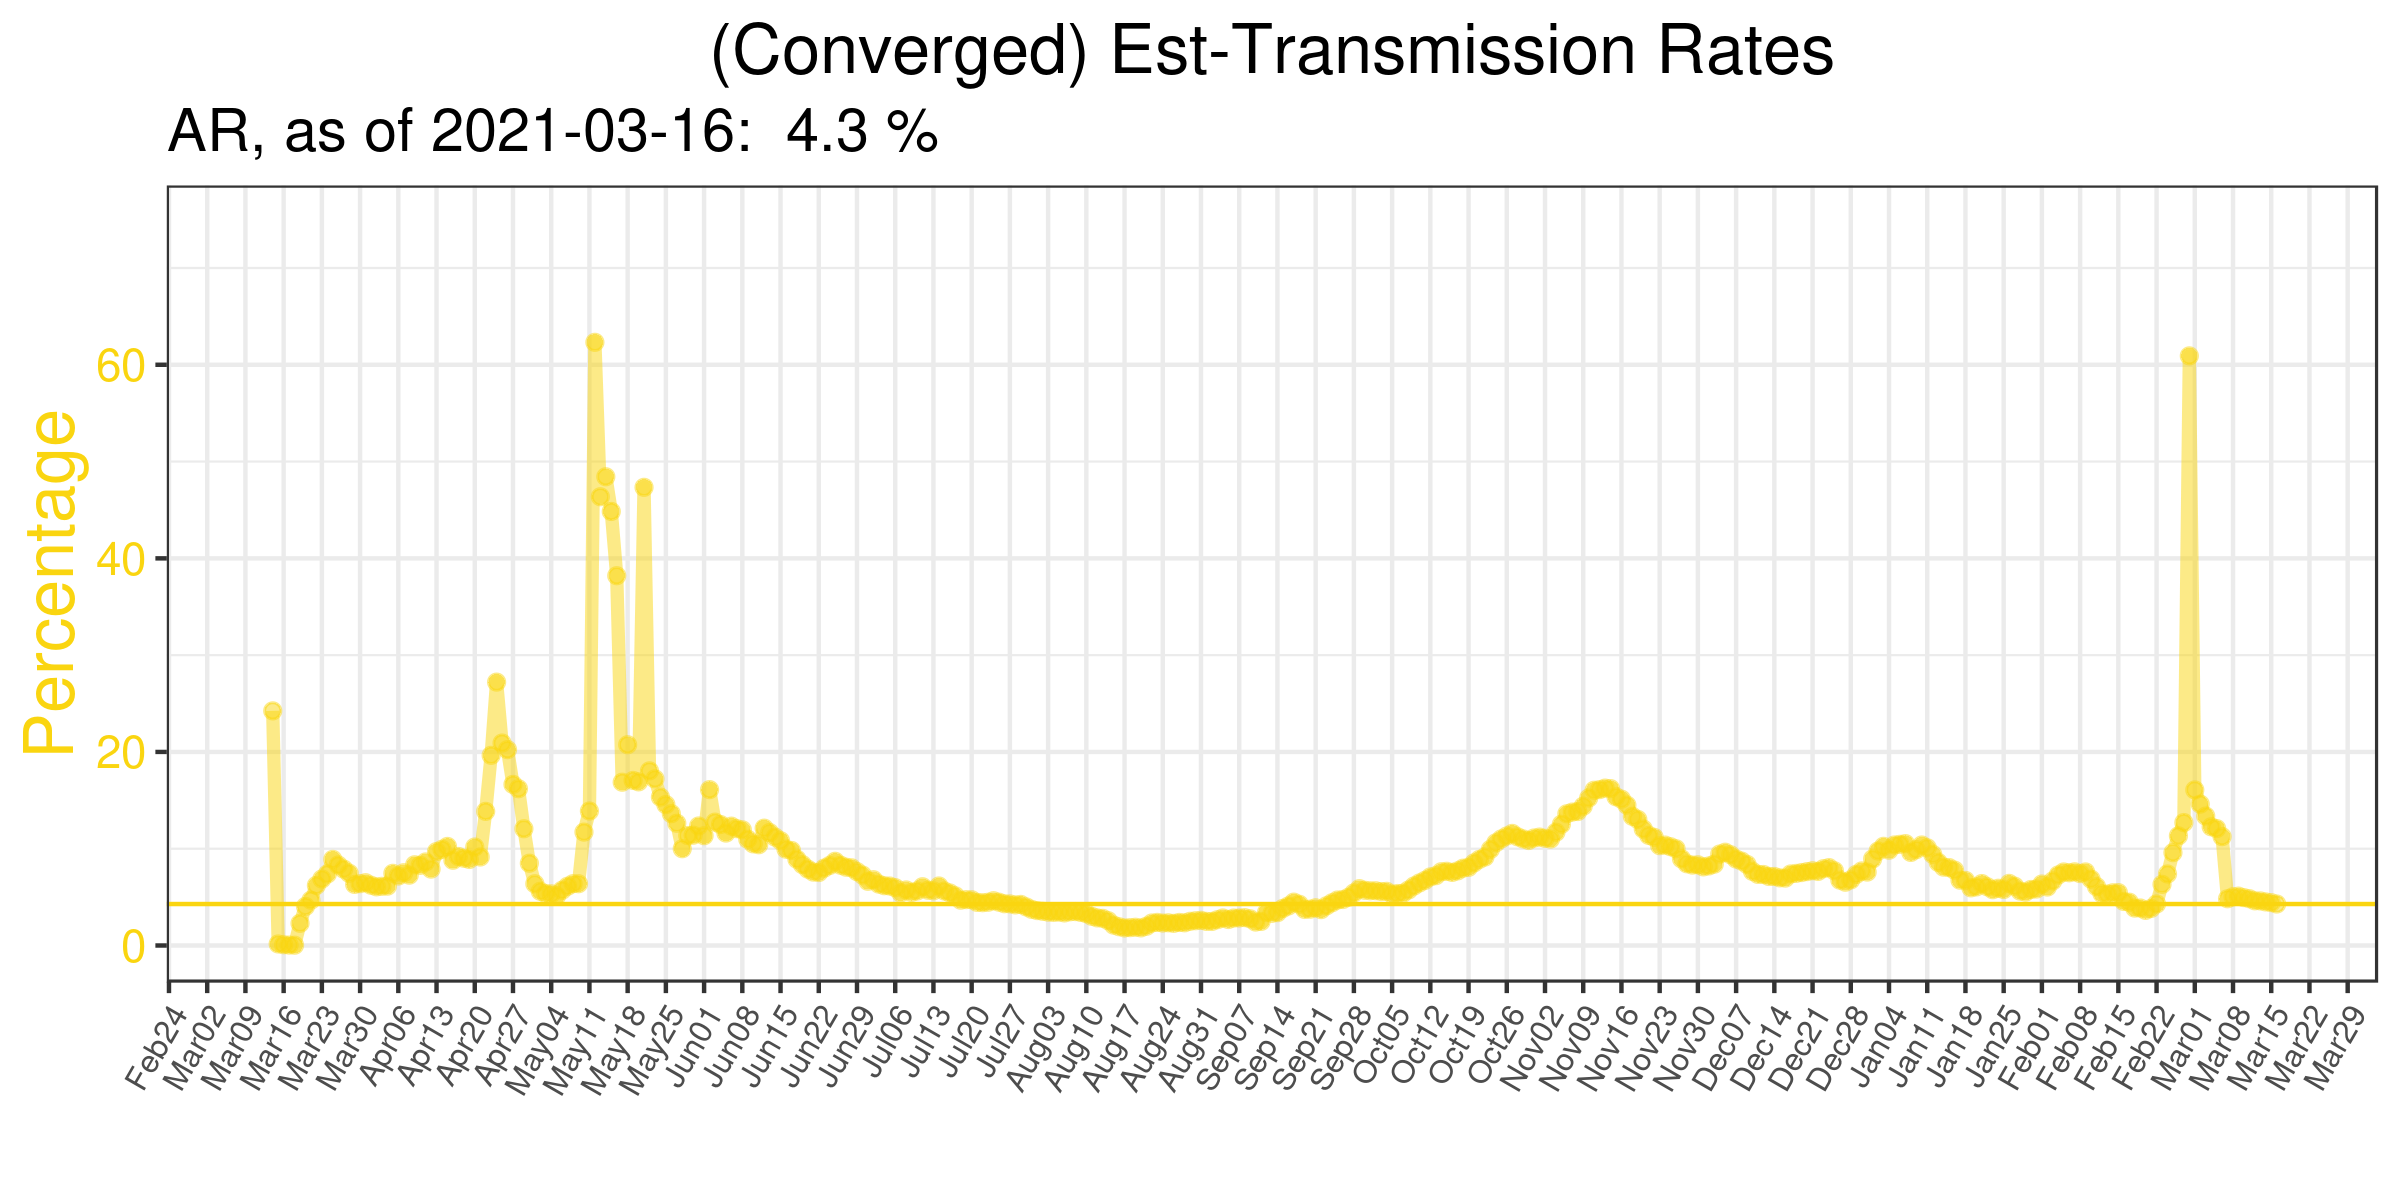 (Converged) Est-Transmission Rates
AR, as of 2021-03-16:  4.3 %
Percentage
60
40
20
0
Feb24
Mar02
Mar09
Mar16
Mar23
Mar30
Apr06
Apr13
Apr20
Apr27
May04
May11
May18
May25
Jun01
Jun08
Jun15
Jun22
Jun29
Jul06
Jul13
Jul20
Jul27
Aug03
Aug10
Aug17
Aug24
Aug31
Sep07
Sep14
Sep21
Sep28
Oct05
Oct12
Oct19
Oct26
Nov02
Nov09
Nov16
Nov23
Nov30
Dec07
Dec14
Dec21
Dec28
Jan04
Jan11
Jan18
Jan25
Feb01
Feb08
Feb15
Feb22
Mar01
Mar08
Mar15
Mar22
Mar29